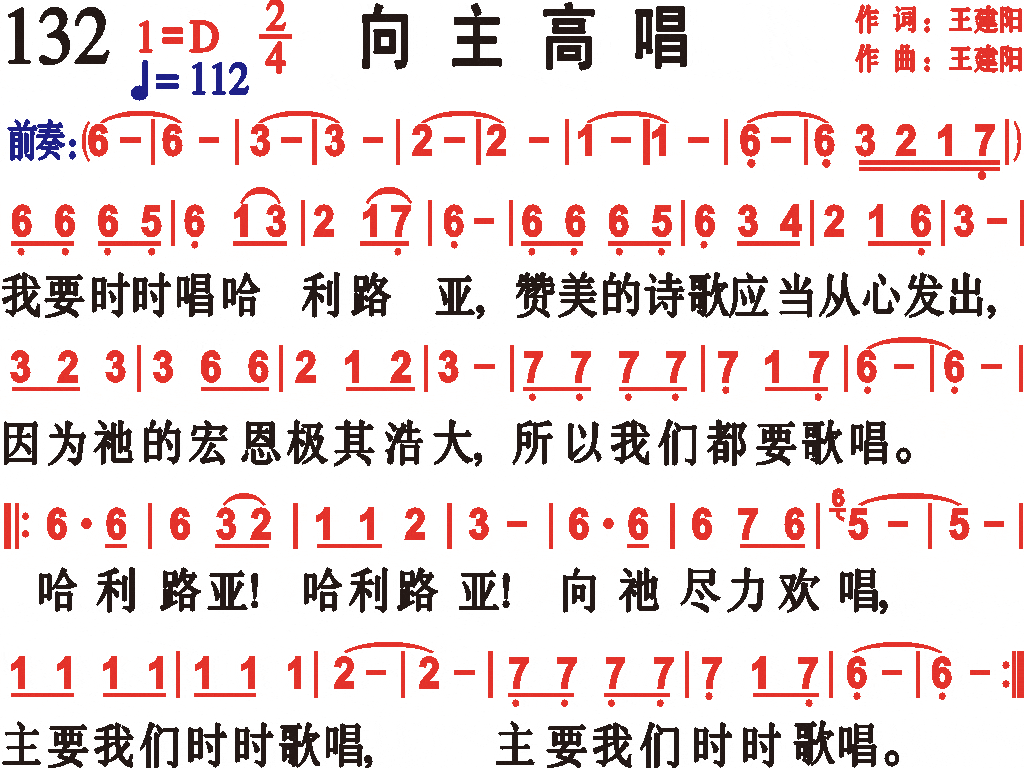 132 1=D 2/4 向主高唱 作 词：王建阳
♩=112 作 曲：王建阳
前奏：(6 - | 6 - | 3 - | 3 - | 2 - | 2 - | 1 - | 1 - | 6̣ - | 6̣ 3 2 1 7̣ |)
6̣ 6̣ 6̣ 5̣ | 6̣ 1 3 | 2 1 7̣ | 6̣ - | 6̣ 6̣ 6̣ 5̣ | 6̣ 3 4 | 2 1 6̣ | 3 - |
我要时时唱哈 利路 亚，赞美的诗歌应当从心发出，
3 2 3 | 3 6 6 | 2 1 2 | 3 - | 7̣ 7̣ 7̣ 7̣ | 7̣ 1 7̣ | 6̣ - | 6̣ - |
因为祂的宏恩极其浩大，所以我们都要歌唱。
‖: 6 · 6 | 6 3 2 | 1 1 2 | 3 - | 6 · 6 | 6 7 6 | 6 5 - | 5 - |
哈利 路亚! 哈利路 亚! 向祂尽力欢唱，
1 1 1 1 | 1 1 1 | 2 - | 2 - | 7̣ 7̣ 7̣ 7̣ | 7̣ 1 7̣ | 6̣ - | 6̣ - :‖
主要我们时时歌唱， 主要我们时时歌唱。